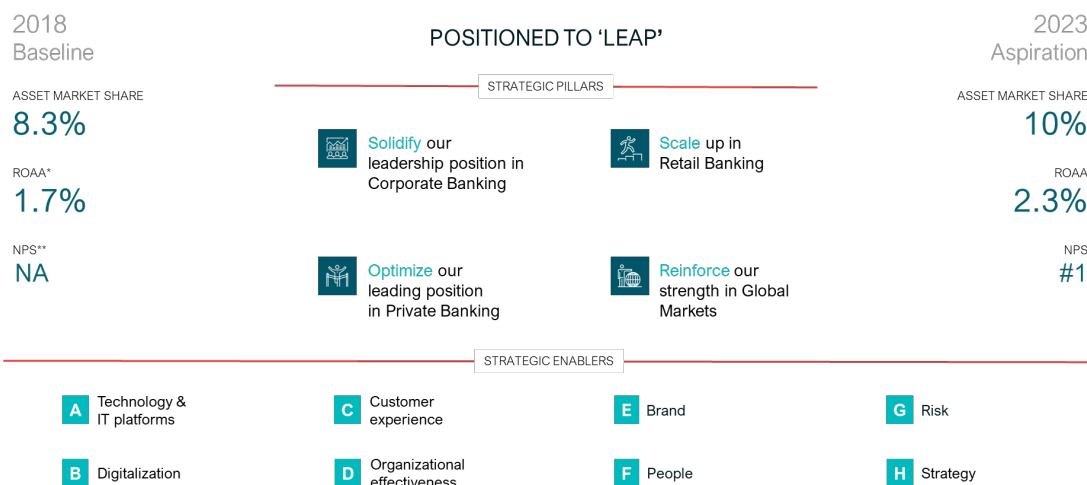 2018
Baseline
POSITIONED TO ‘LEAP’
2023
Aspiration
STRATEGIC PILLARS
ASSET MARKET SHARE
8.3%
ROAA*
1.7%
NPS**
NA
Solidify our
leadership position in
Corporate Banking
Scale up in
Retail Banking
Optimize our
leading position
in Private Banking
Reinforce our
strength in Global
Markets
ASSET MARKET SHARE
10%
ROAA
2.3%
NPS
#1
STRATEGIC ENABLERS
A Technology &
IT platforms
B Digitalization
C Customer
experience
D Organizational
effectiveness
E Brand
F People
G Risk
H Strategy